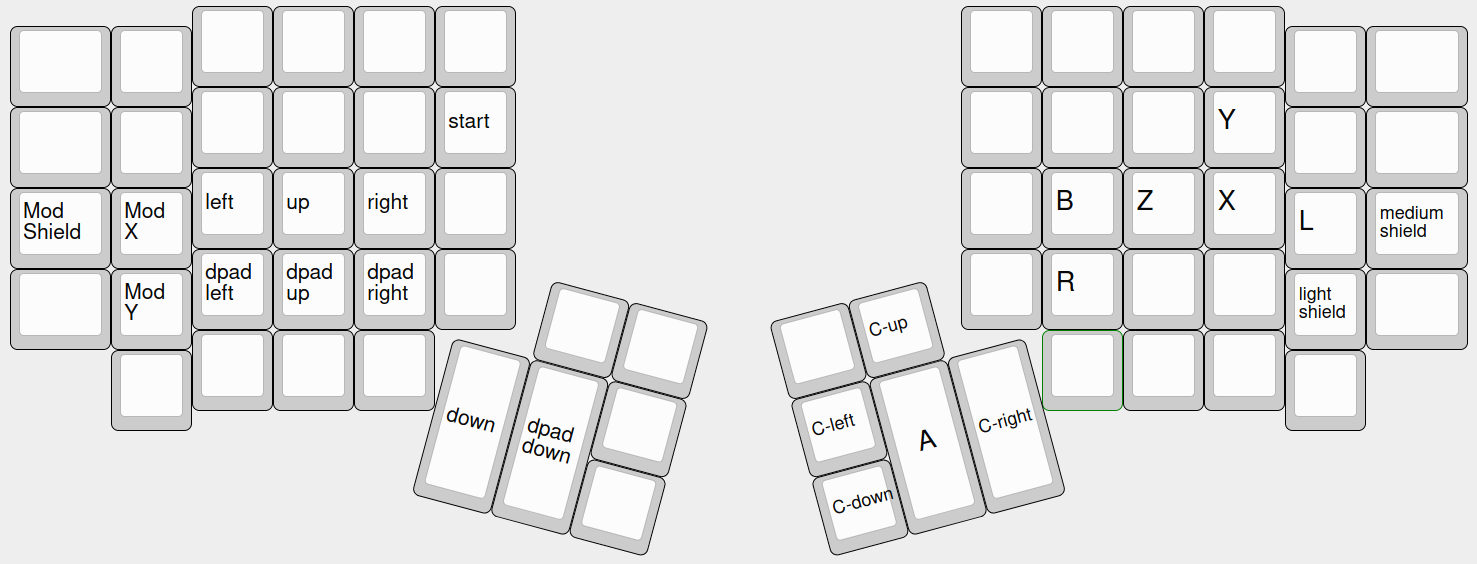 start
Y
Mod
Shield
Mod
X
left
up
right
B
Z
X
L
medium
shield
Mod
Y
dpad
left
dpad
up
dpad
right
R
light
shield
down
dpad
down
C-up
C-left
A
C-right
C-down